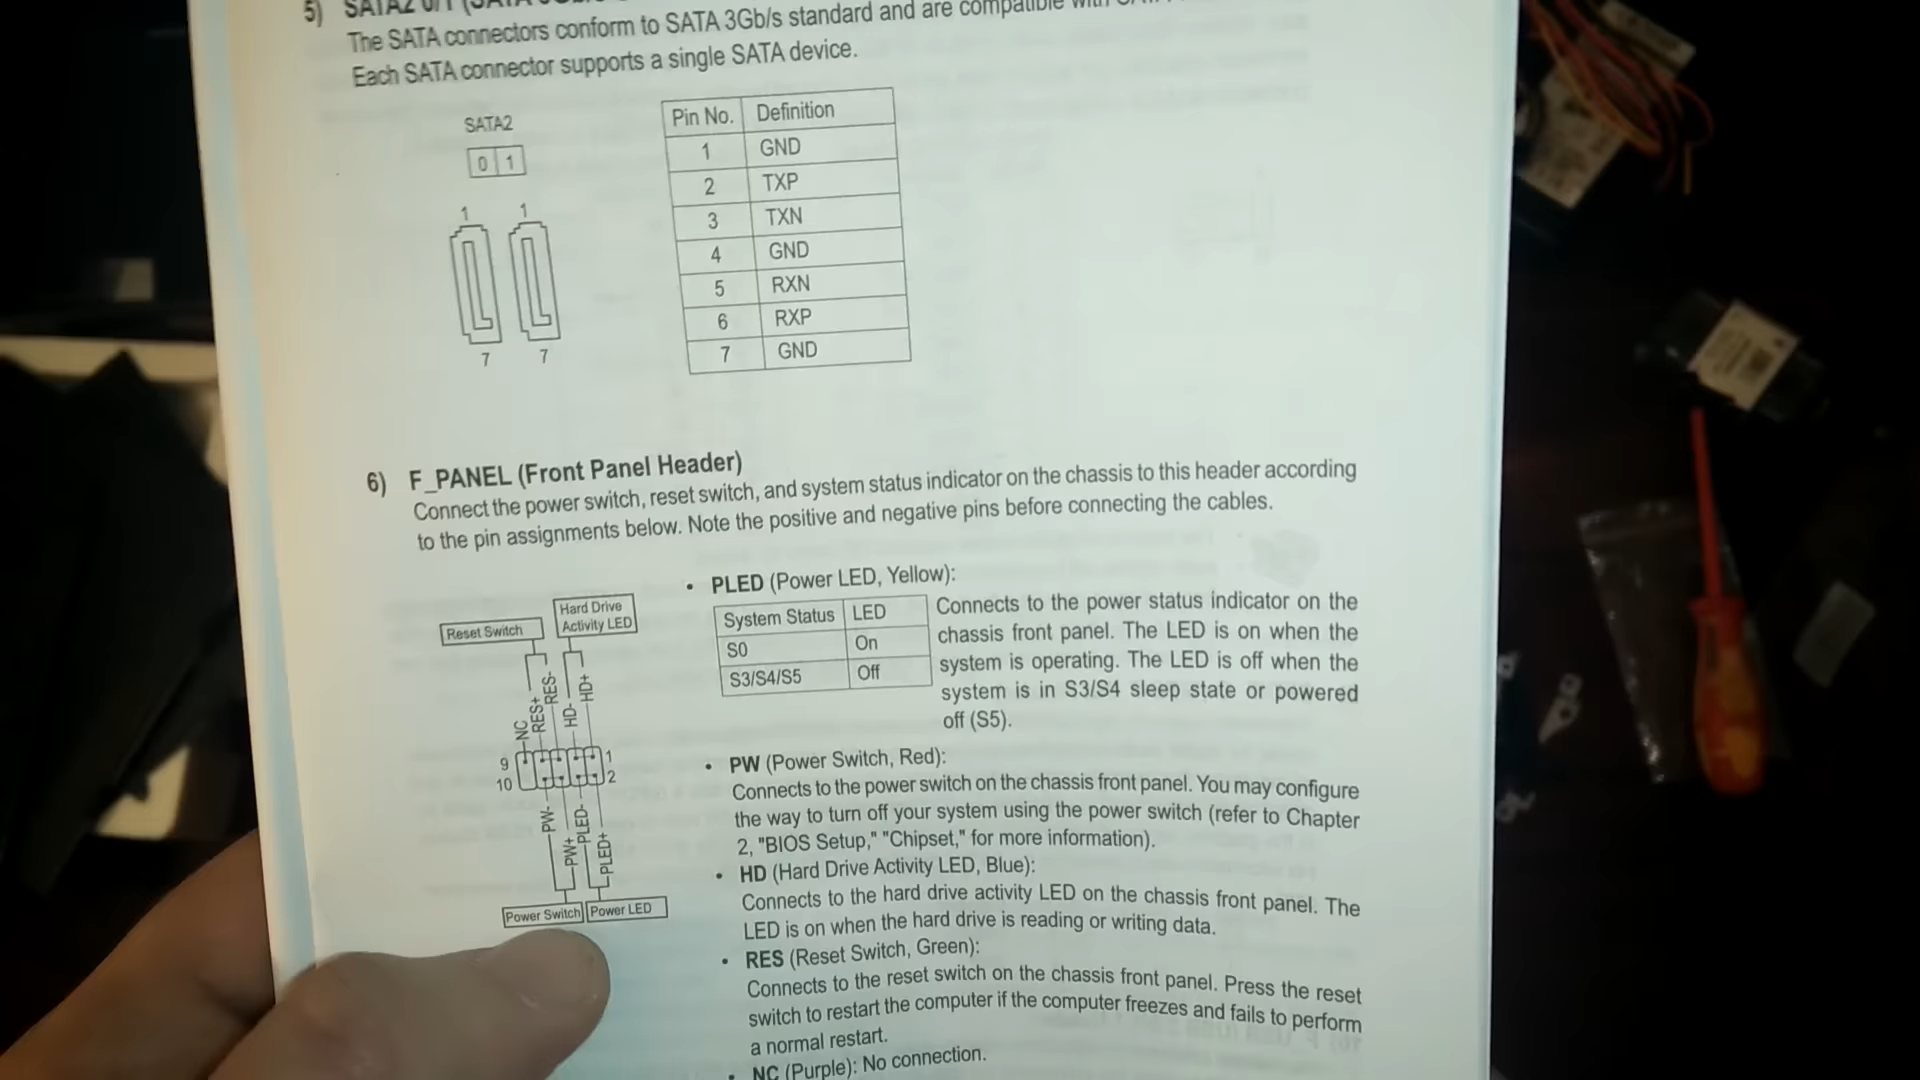 5) SATA2 0/1 (SATA
The SATA connectors conform to SATA 3Gb/s standard and are compatible with
Each SATA connector supports a single SATA device.
SATA2
0 1
1 1
7 7
Pin No. Definition
1 GND
2 TXP
3 TXN
4 GND
5 RXN
6 RXP
7 GND
6) F_PANEL (Front Panel Header)
Connect the power switch, reset switch, and system status indicator on the chassis to this header according
to the pin assignments below. Note the positive and negative pins before connecting the cables.
Reset Switch
Hard Drive
Activity LED
NC
RES+
RES-
HD-
HD+
9 1
10 2
PW-
PW+
PLED-
PLED+
Power Switch Power LED
• PLED (Power LED, Yellow):
System Status LED
S0 On
S3/S4/S5 Off
Connects to the power status indicator on the
chassis front panel. The LED is on when the
system is operating. The LED is off when the
system is in S3/S4 sleep state or powered
off (S5).
• PW (Power Switch, Red):
Connects to the power switch on the chassis front panel. You may configure
the way to turn off your system using the power switch (refer to Chapter
2, "BIOS Setup," "Chipset," for more information).
• HD (Hard Drive Activity LED, Blue):
Connects to the hard drive activity LED on the chassis front panel. The
LED is on when the hard drive is reading or writing data.
• RES (Reset Switch, Green):
Connects to the reset switch on the chassis front panel. Press the reset
switch to restart the computer if the computer freezes and fails to perform
a normal restart.
• NC (Purple): No connection.